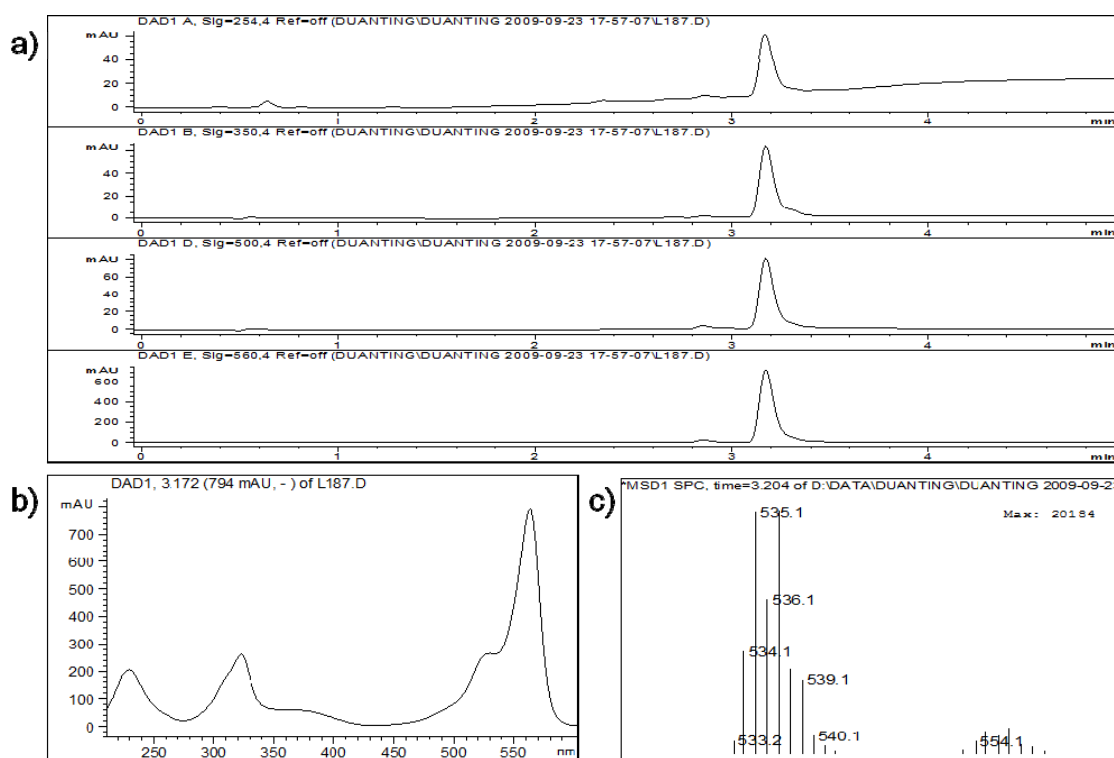 a)
DAD1 A, Sig=254,4 Ref=off (DUANTING\DUANTING 2009-09-23 17-57-07\L187.D)
mAU
40
20
0
0 1 2 3 4 min
DAD1 B, Sig=350,4 Ref=off (DUANTING\DUANTING 2009-09-23 17-57-07\L187.D)
mAU
40
20
0
0 1 2 3 4 min
DAD1 D, Sig=500,4 Ref=off (DUANTING\DUANTING 2009-09-23 17-57-07\L187.D)
mAU
60
20
0
0 1 2 3 4 min
DAD1 E, Sig=560,4 Ref=off (DUANTING\DUANTING 2009-09-23 17-57-07\L187.D)
mAU
600
200
0
0 1 2 3 4 min
b)
DAD1, 3.172 (794 mAU, - ) of L187.D
mAU
700
600
500
400
300
200
100
0
250 300 350 400 450 500 550 nm
c)
*MSD1 SPC, time=3.204 of D:\DATA\DUANTING\DUANTING 2009-09-23
Max: 20184
535.1
536.1
534.1
539.1
533.2
540.1
554.1